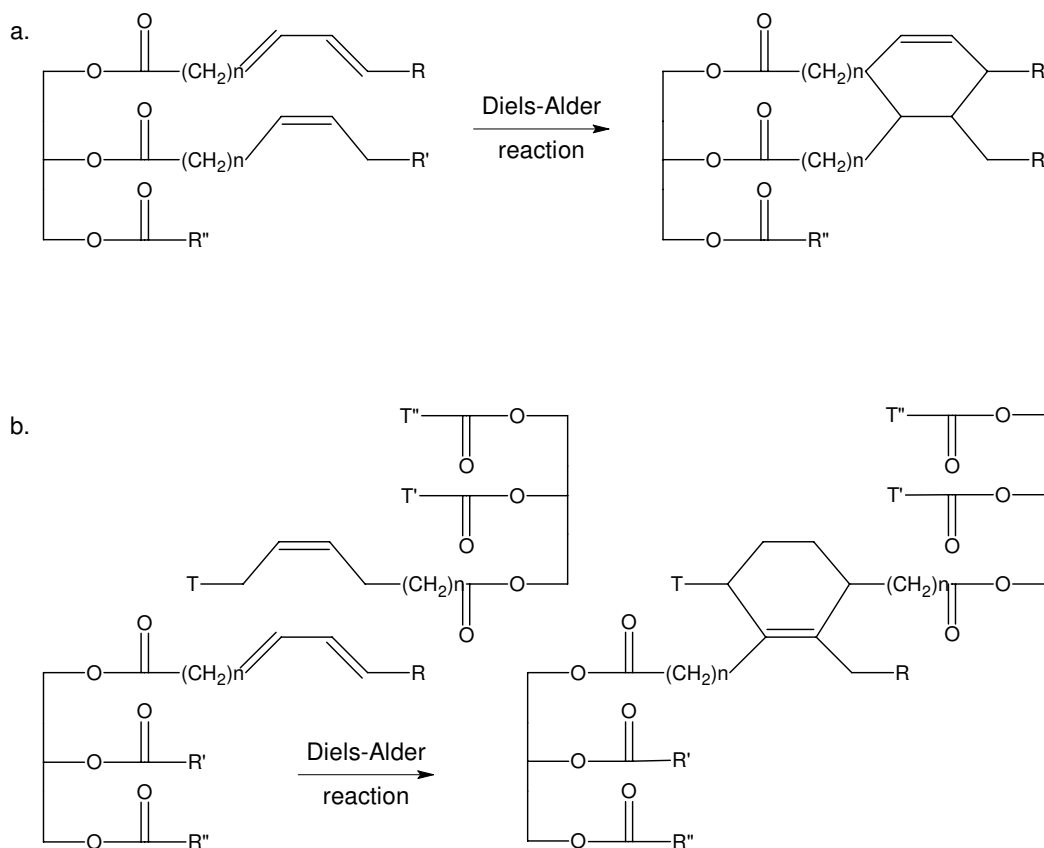 a.
O O
O (CH₂)n R O (CH₂)n R
O Diels-Alder O
reaction
O (CH₂)n R' O (CH₂)n R
O O
O R" O R"
b.
T" O T" O
O O
T' O T' O
O O
T (CH₂)n O T (CH₂)n O
O O O O
O (CH₂)n R O (CH₂)n R
O O
Diels-Alder
O R' O R'
reaction
O O
O R" O R"